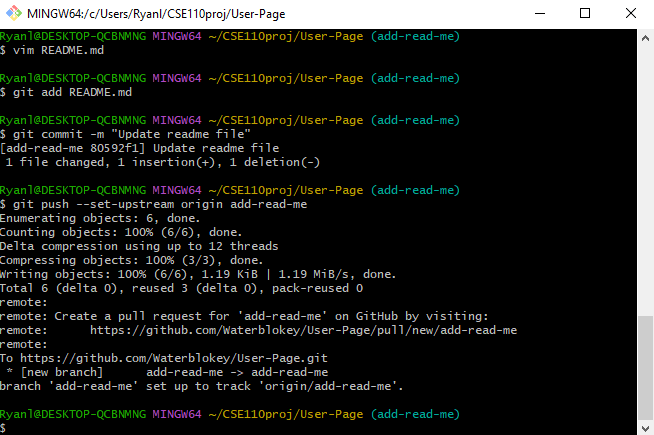 MINGW64:/c/Users/Ryanl/CSE110proj/User-Page
Ryanl@DESKTOP-QCBNMNG MINGW64 ~/CSE110proj/User-Page (add-read-me)
$ vim README.md
Ryanl@DESKTOP-QCBNMNG MINGW64 ~/CSE110proj/User-Page (add-read-me)
$ git add README.md
Ryanl@DESKTOP-QCBNMNG MINGW64 ~/CSE110proj/User-Page (add-read-me)
$ git commit -m "Update readme file"
[add-read-me 80592f1] Update readme file
 1 file changed, 1 insertion(+), 1 deletion(-)
Ryanl@DESKTOP-QCBNMNG MINGW64 ~/CSE110proj/User-Page (add-read-me)
$ git push --set-upstream origin add-read-me
Enumerating objects: 6, done.
Counting objects: 100% (6/6), done.
Delta compression using up to 12 threads
Compressing objects: 100% (3/3), done.
Writing objects: 100% (6/6), 1.19 KiB | 1.19 MiB/s, done.
Total 6 (delta 0), reused 3 (delta 0), pack-reused 0
remote:
remote: Create a pull request for 'add-read-me' on GitHub by visiting:
remote:      https://github.com/Waterblokey/User-Page/pull/new/add-read-me
remote:
To https://github.com/Waterblokey/User-Page.git
 * [new branch]      add-read-me -> add-read-me
branch 'add-read-me' set up to track 'origin/add-read-me'.
Ryanl@DESKTOP-QCBNMNG MINGW64 ~/CSE110proj/User-Page (add-read-me)
$